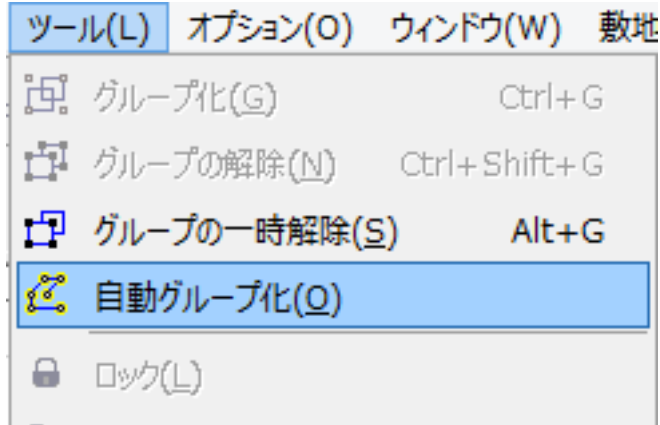 ツール(L) オプション(O) ウィンドウ(W) 敷地
グループ化(G) Ctrl+G
グループの解除(N) Ctrl+Shift+G
グループの一時解除(S) Alt+G
自動グループ化(O)
ロック(L)